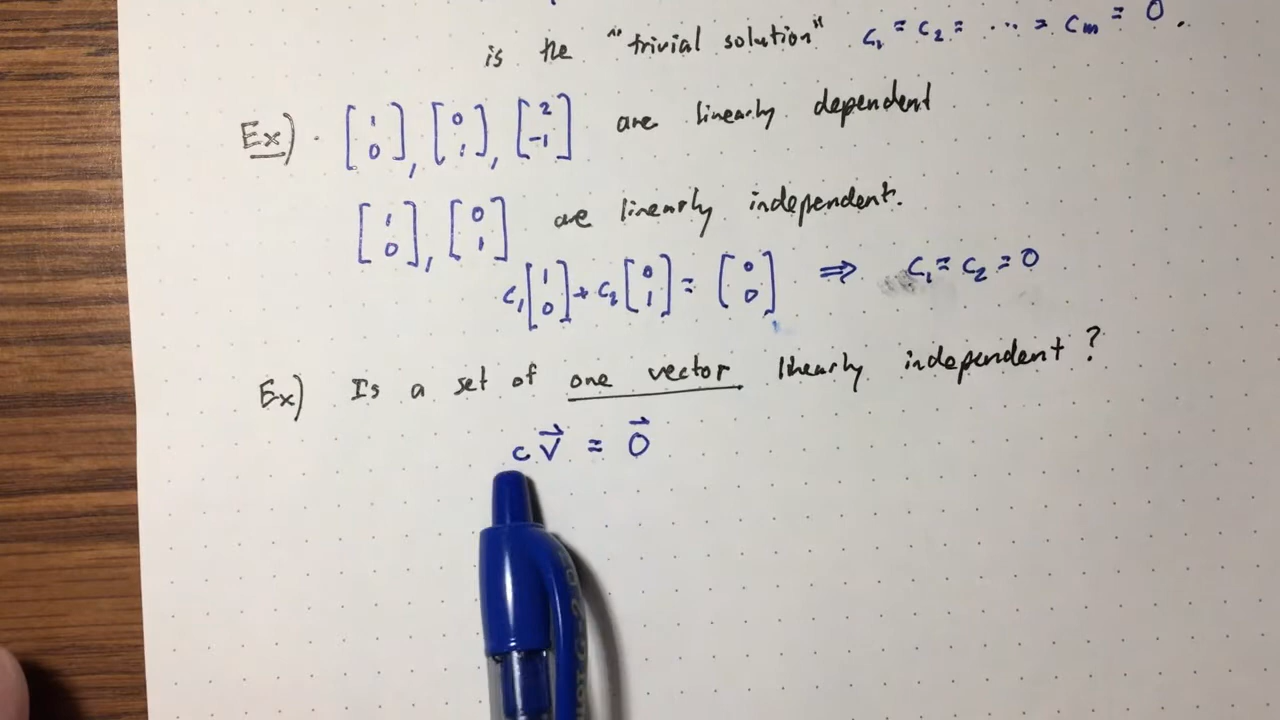 is the "trivial solution" c₁ = c₂ = ⋯ = cₘ = 0.
Ex) · [1 0], [0 1], [2 -1] are linearly dependent
[1 0], [0 1] are linearly independent.
c₁[1 0] + c₂[0 1] = [0 0] ⇒ c₁ = c₂ = 0
Ex) Is a set of one vector linearly independent?
c v⃗ = 0⃗